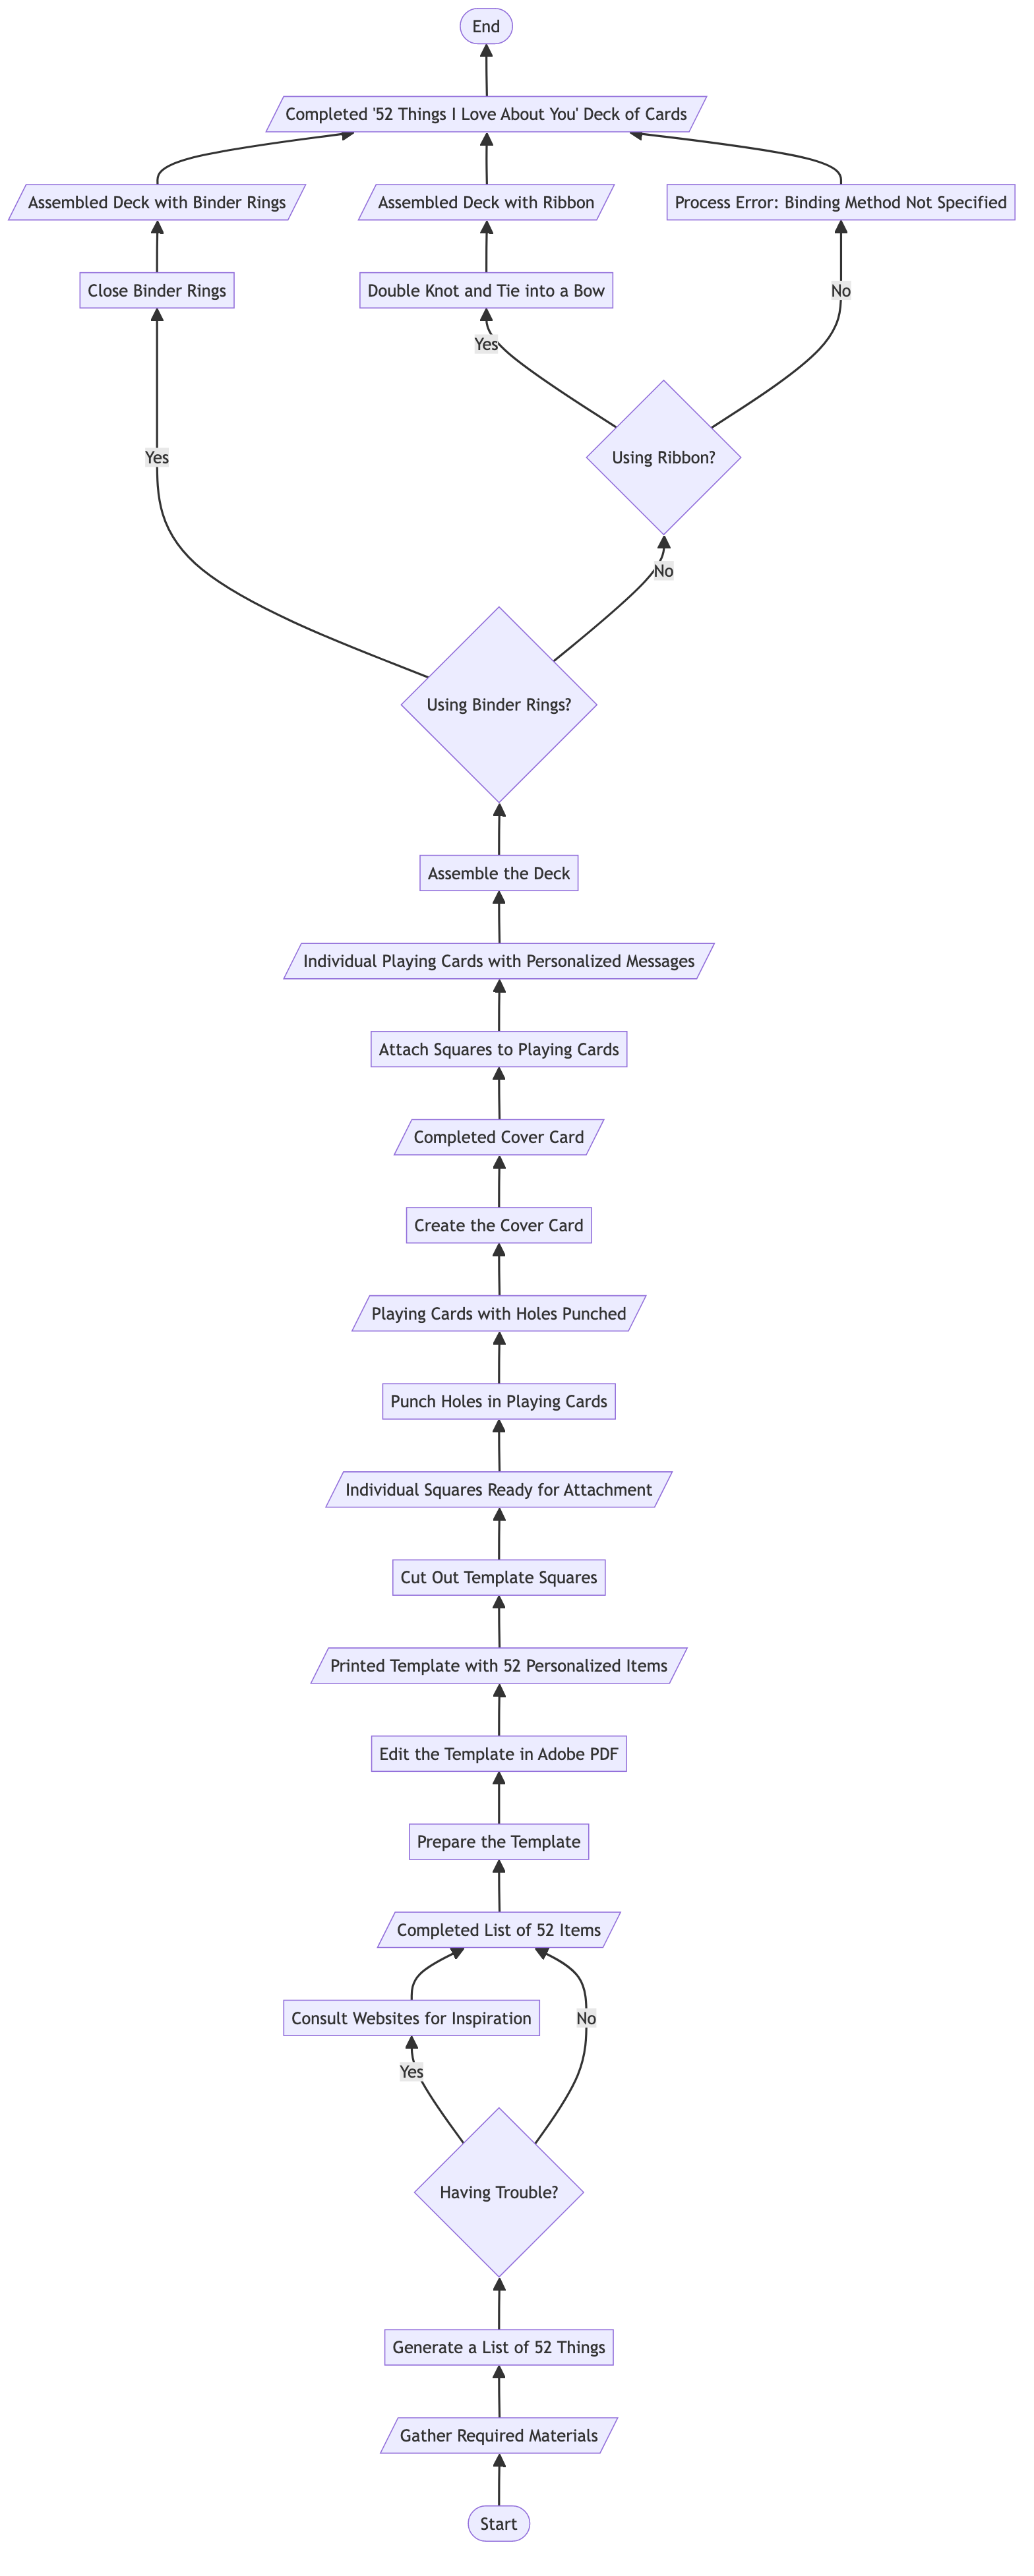 End
Completed '52 Things I Love About You' Deck of Cards
Assembled Deck with Binder Rings
Assembled Deck with Ribbon
Process Error: Binding Method Not Specified
Close Binder Rings
Double Knot and Tie into a Bow
No
Yes
Yes
Using Ribbon?
No
Using Binder Rings?
Assemble the Deck
Individual Playing Cards with Personalized Messages
Attach Squares to Playing Cards
Completed Cover Card
Create the Cover Card
Playing Cards with Holes Punched
Punch Holes in Playing Cards
Individual Squares Ready for Attachment
Cut Out Template Squares
Printed Template with 52 Personalized Items
Edit the Template in Adobe PDF
Prepare the Template
Completed List of 52 Items
Consult Websites for Inspiration
No
Yes
Having Trouble?
Generate a List of 52 Things
Gather Required Materials
Start